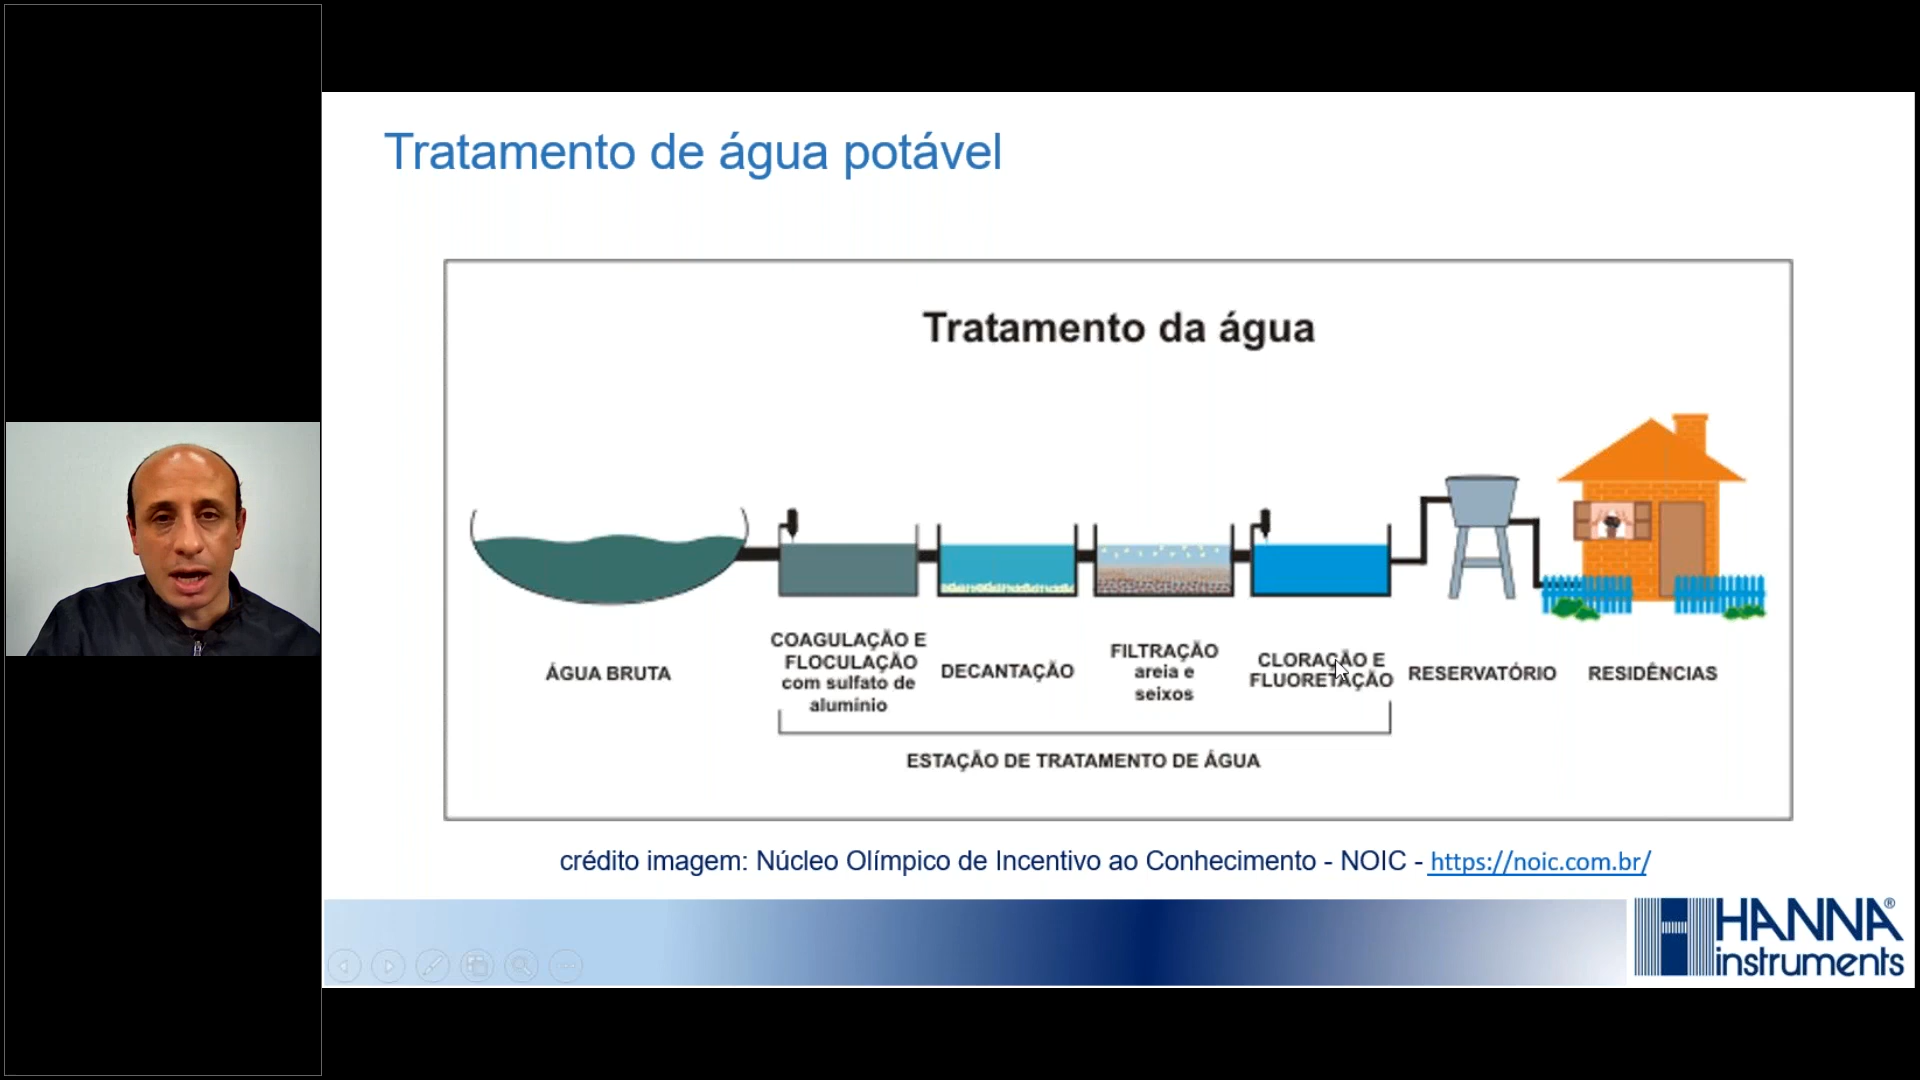 Tratamento de água potável
Tratamento da água
ÁGUA BRUTA
COAGULAÇÃO E
FLOCULAÇÃO
com sulfato de
alumínio
DECANTAÇÃO
FILTRAÇÃO
areia e
seixos
CLORAÇÃO E
FLUORETAÇÃO
RESERVATÓRIO
RESIDÊNCIAS
ESTAÇÃO DE TRATAMENTO DE ÁGUA
crédito imagem: Núcleo Olímpico de Incentivo ao Conhecimento - NOIC - https://noic.com.br/
HANNA®
instruments